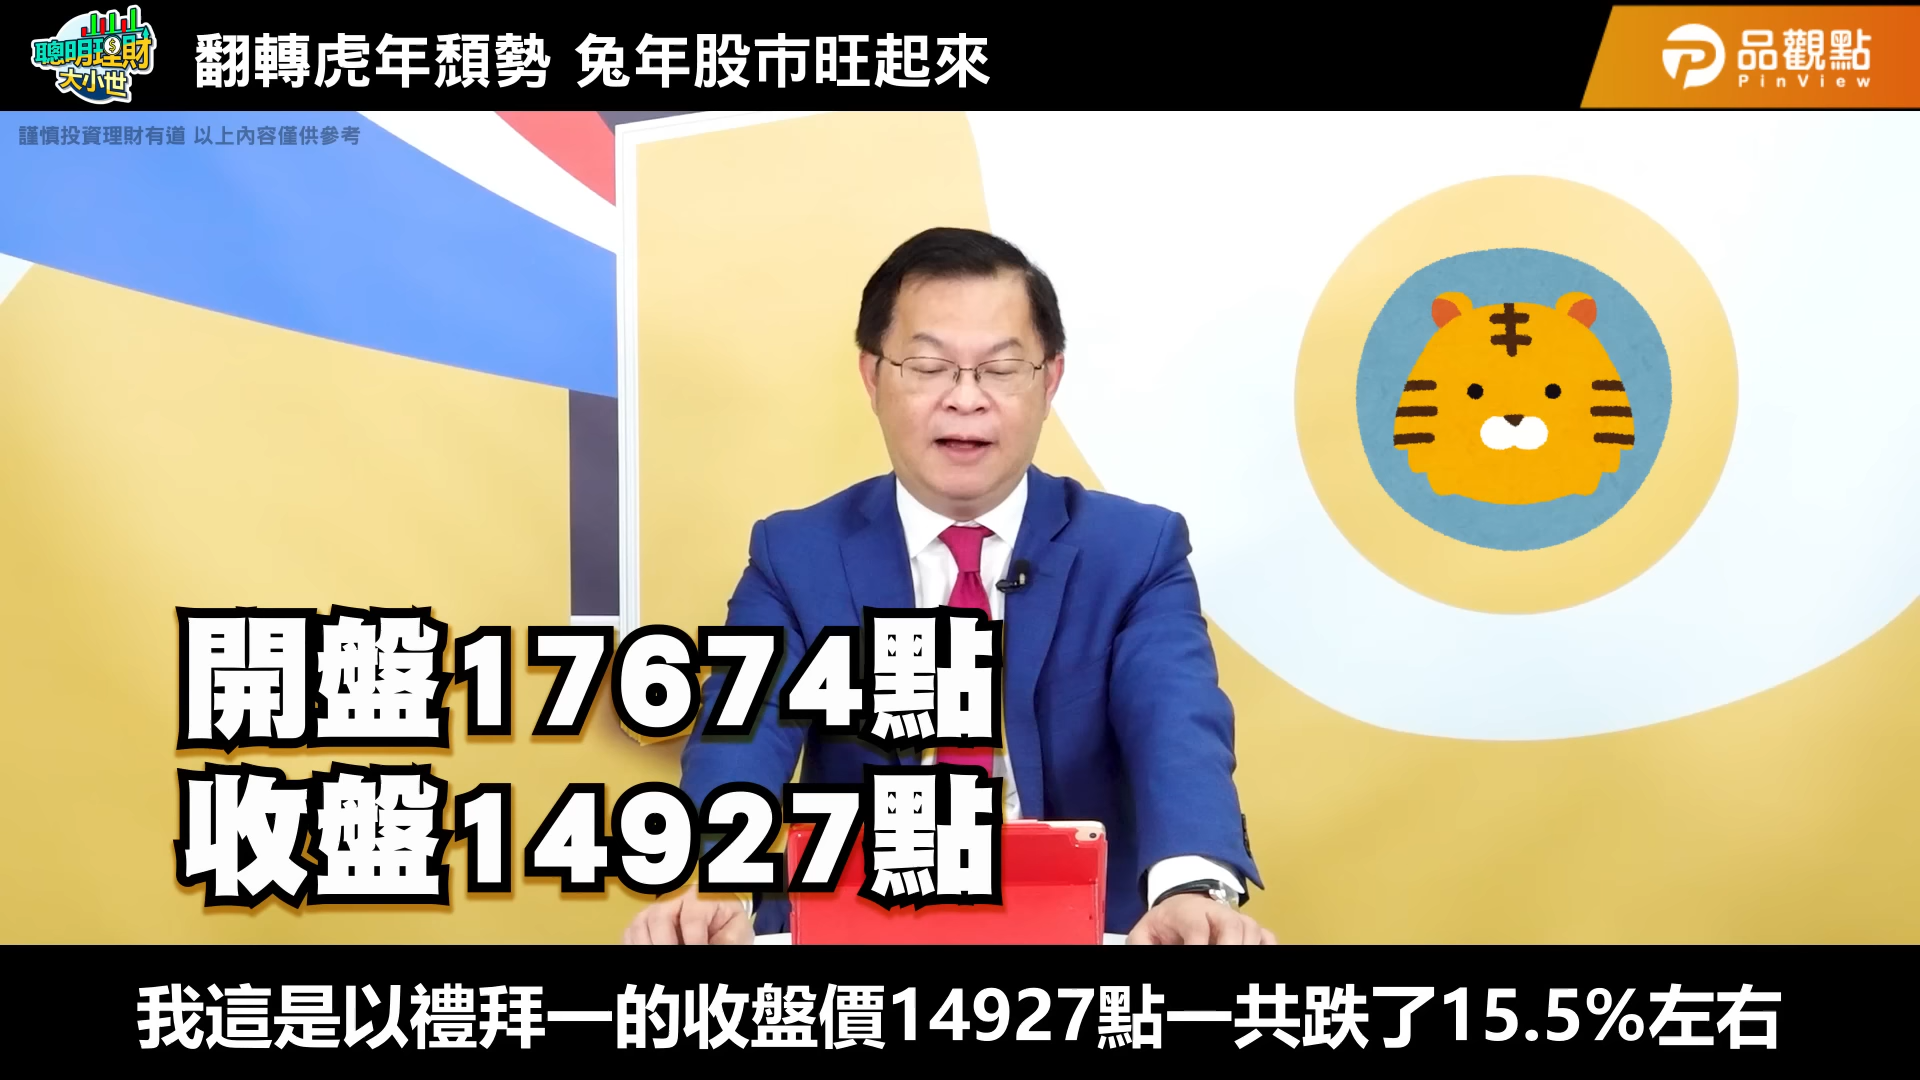 聰明理財
大小世
翻轉虎年頹勢 兔年股市旺起來
品觀點
PinView
謹慎投資理財有道 以上內容僅供參考
開盤17674點
收盤14927點
我這是以禮拜一的收盤價14927點一共跌了15.5%左右